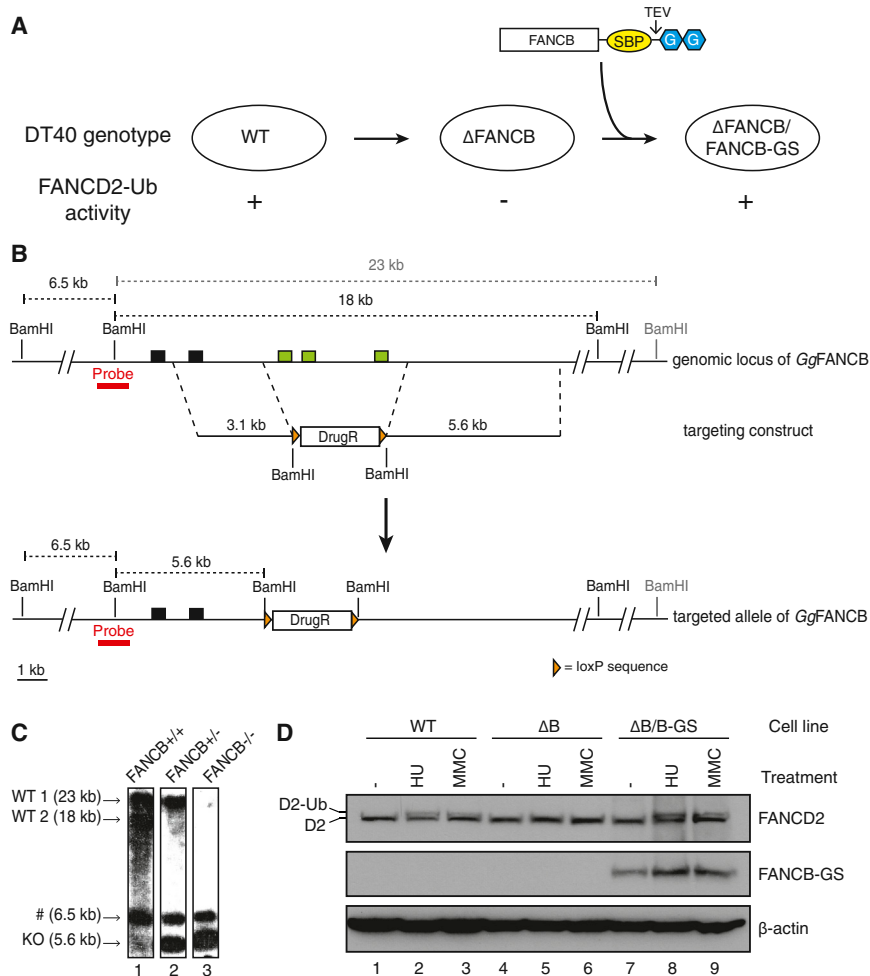 A
TEV
FANCB
SBP
G
G
DT40 genotype
WT
ΔFANCB
ΔFANCB/
FANCB-GS
FANCD2-Ub
activity
+
-
+
B
23 kb
6.5 kb
18 kb
BamHI
BamHI
BamHI
BamHI
genomic locus of GgFANCB
Probe
3.1 kb
DrugR
5.6 kb
targeting construct
BamHI
BamHI
6.5 kb
5.6 kb
BamHI
BamHI
BamHI
BamHI
BamHI
BamHI
DrugR
targeted allele of GgFANCB
Probe
1 kb
= loxP sequence
C
FANCB+/+
FANCB+/-
FANCB-/-
WT 1 (23 kb)
WT 2 (18 kb)
# (6.5 kb)
KO (5.6 kb)
1 2 3
D
WT ΔB ΔB/B-GS Cell line
- HU MMC - HU MMC - HU MMC Treatment
D2-Ub
D2
FANCD2
FANCB-GS
β-actin
1 2 3 4 5 6 7 8 9